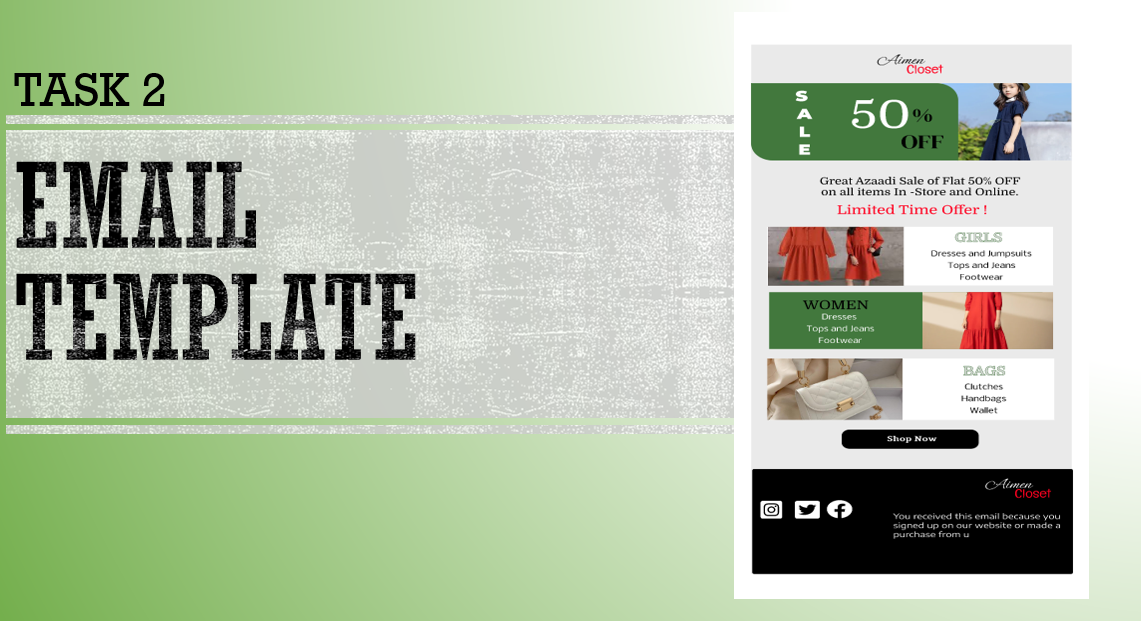 TASK 2
EMAIL
TEMPLATE
Aimen
Closet
SALE
50%
OFF
Great Azaadi Sale of Flat 50% OFF
on all items In -Store and Online.
Limited Time Offer !
GIRLS
Dresses and Jumpsuits
Tops and Jeans
Footwear
WOMEN
Dresses
Tops and Jeans
Footwear
BAGS
Clutches
Handbags
Wallet
Shop Now
Aimen
Closet
You received this email because you
signed up on our website or made a
purchase from u